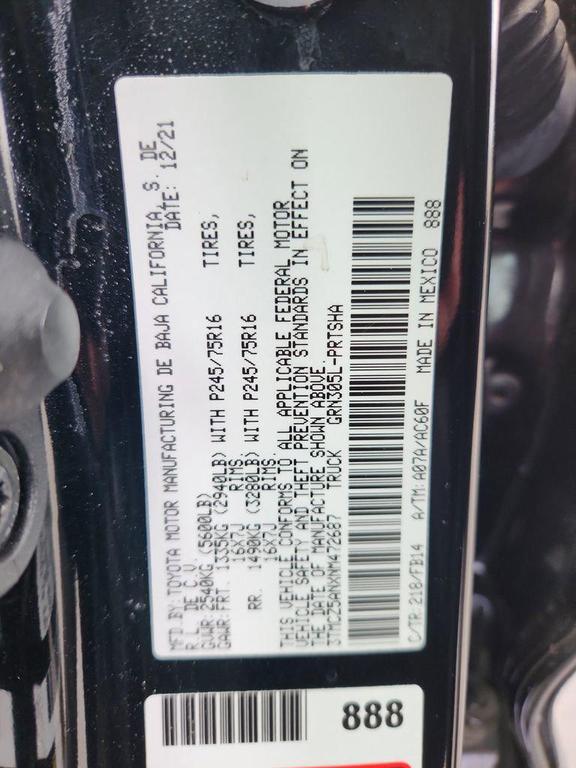 MFD.BY:TOYOTA MOTOR MANUFACTURING DE BAJA CALIFORNIA, S. DE
R.L. DE C.V. DATE: 12/21
GVWR:2540KG (5600LB)
GAWR:FRT. 1335KG (2940LB) WITH P245/75R16 TIRES,
16X7J RIMS.
RR. 1490KG (3280LB) WITH P245/75R16 TIRES,
16X7J RIMS.
THIS VEHICLE CONFORMS TO ALL APPLICABLE FEDERAL MOTOR
VEHICLE SAFETY AND THEFT PREVENTION STANDARDS IN EFFECT ON
THE DATE OF MANUFACTURE SHOWN ABOVE.
3TMCZ5ANXNM472687 TRUCK GRN305L-PRTSHA
C/TR:218/FB14 A/TM:A07A/AC60F MADE IN MEXICO 888
888